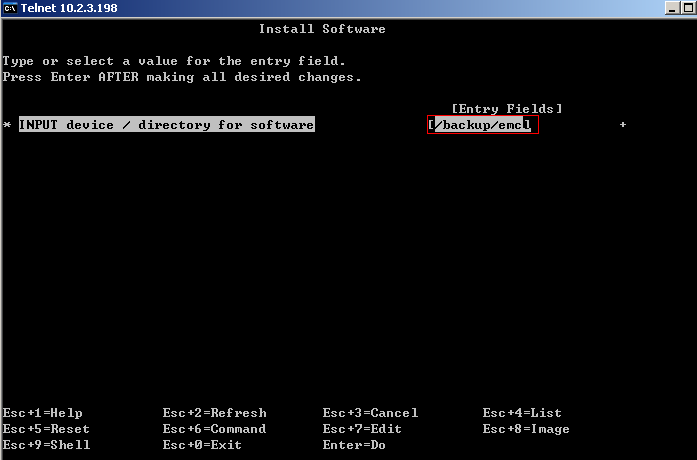 Telnet 10.2.3.198
Install Software
Type or select a value for the entry field.
Press Enter AFTER making all desired changes.
[Entry Fields]
* INPUT device / directory for software [/backup/emc] +
Esc+1=Help Esc+2=Refresh Esc+3=Cancel Esc+4=List
Esc+5=Reset Esc+6=Command Esc+7=Edit Esc+8=Image
Esc+9=Shell Esc+0=Exit Enter=Do